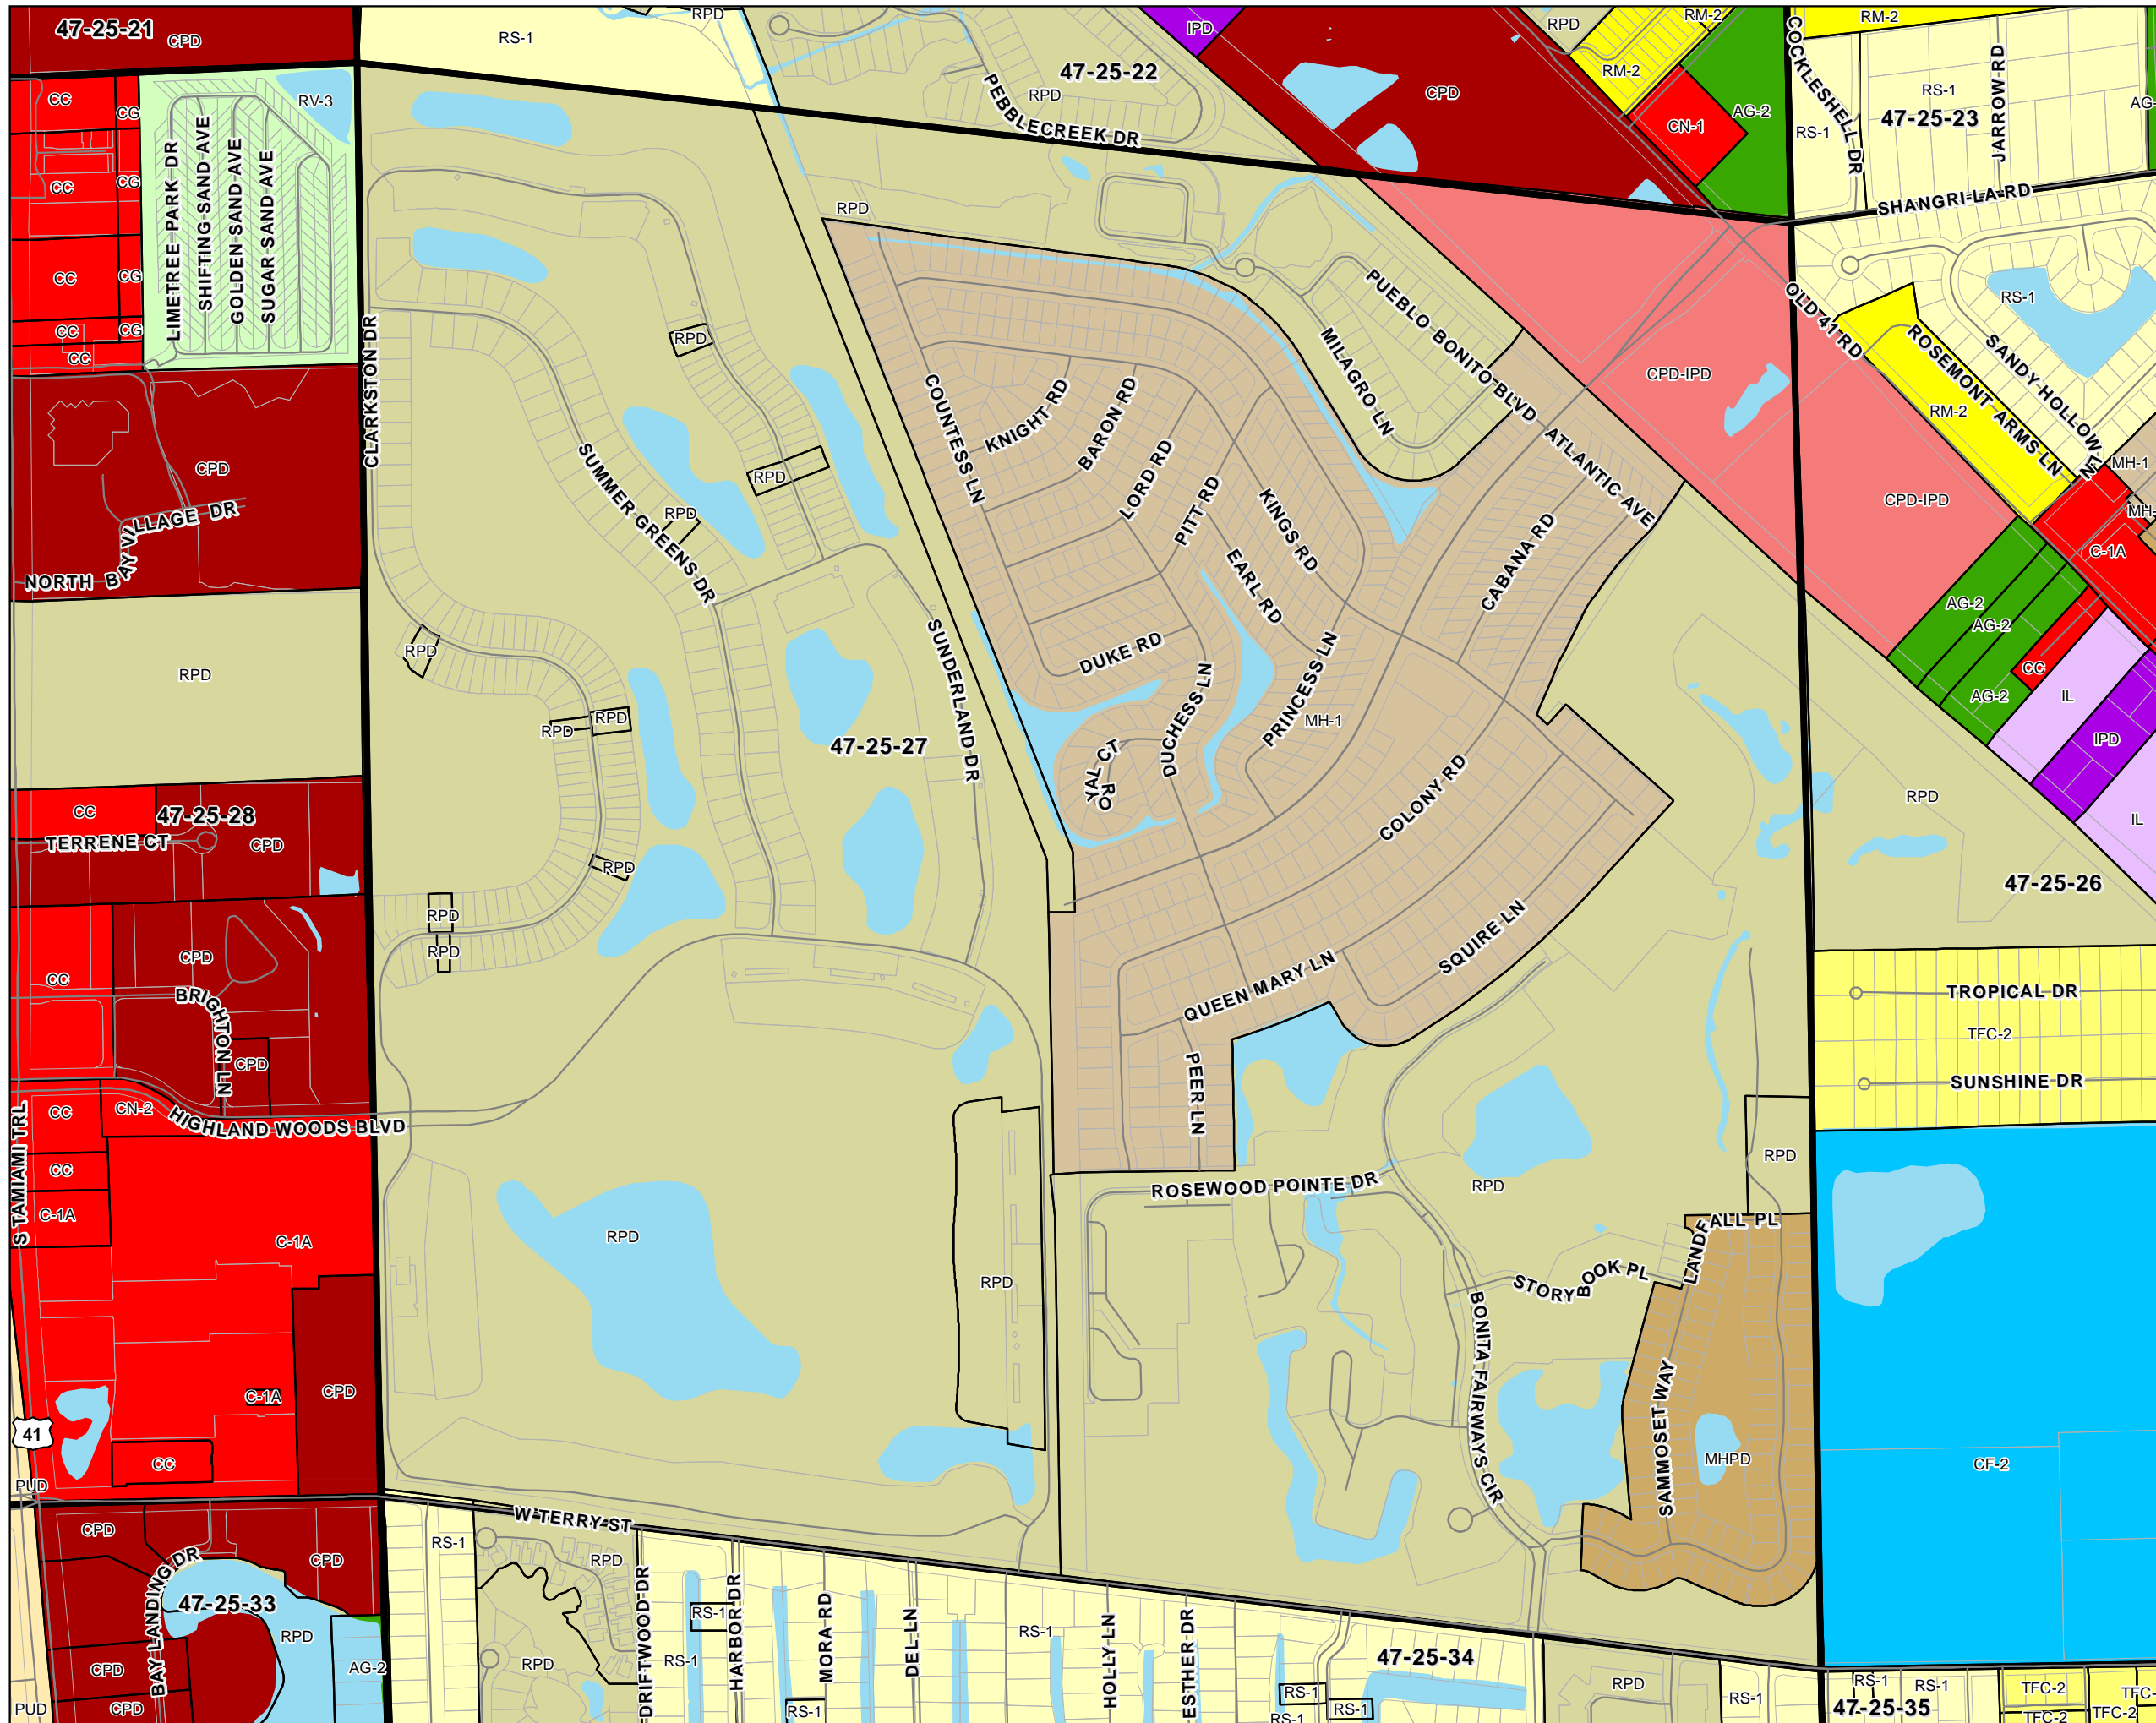 47-25-21
CPD
RS-1
RPD
IPD
RPD
RM-2
RM-2
COCKLESHELL DR
RM-2
47-25-22
RPD
PEBBLECREEK DR
CPD
CN-1
AG-2
RS-1
RS-1
47-25-23
JARROW RD
AG-
SHANGRI-LA RD
CC
CG
CC
CG
CC
CG
CC
CG
CC
RV-3
LIMETREE PARK DR
SHIFTING SAND AVE
GOLDEN SAND AVE
SUGAR SAND AVE
CLARKSTON DR
RPD
RPD
RPD
RPD
SUMMER GREENS DR
SUNDERLAND DR
47-25-27
COUNTESS LN
KNIGHT RD
BARON RD
LORD RD
PITT RD
KINGS RD
EARL RD
DUKE RD
DUCHESS LN
PRINCESS LN
ROYAL CT
MH-1
MILAGRO LN
PUEBLO BONITO BLVD
ATLANTIC AVE
CABANA RD
COLONY RD
SQUIRE LN
QUEEN MARY LN
PEER LN
CPD-IPD
CPD-IPD
OLD 41 RD
RS-1
ROSEMONT ARMS LN
SANDY HOLLOW LN
RM-2
MH-1
MH-
C-1A
AG-2
AG-2
AG-2
CC
IL
IPD
IL
RPD
47-25-26
CPD
NORTH BAY VILLAGE DR
RPD
RPD
RPD
RPD
RPD
RPD
RPD
CC
47-25-28
TERRENE CT
CPD
CC
CPD
BRIGHTON LN
CPD
S TAMIAMI TRL
CC
CN-2
HIGHLAND WOODS BLVD
CC
C-1A
C-1A
C-1A
CPD
CC
41
PUD
RPD
RPD
ROSEWOOD POINTE DR
RPD
RPD
STORYBOOK PL
LANDFALL PL
BONITA FAIRWAYS CIR
SAMMOSET WAY
MHPD
TROPICAL DR
TFC-2
SUNSHINE DR
CF-2
W TERRY ST
CPD
CPD
BAY LANDING DR
47-25-33
RPD
AG-2
CPD
CPD
PUD
RS-1
RPD
RPD
DRIFTWOOD DR
RS-1
RS-1
HARBOR DR
RS-1
MORA RD
DEL LN
RS-1
HOLLY LN
ESTHER DR
47-25-34
RS-1
RS-1
RS-1
RPD
RS-1
RS-1
RS-1
47-25-35
TFC-2
TFC-
TFC-2
TFC-2